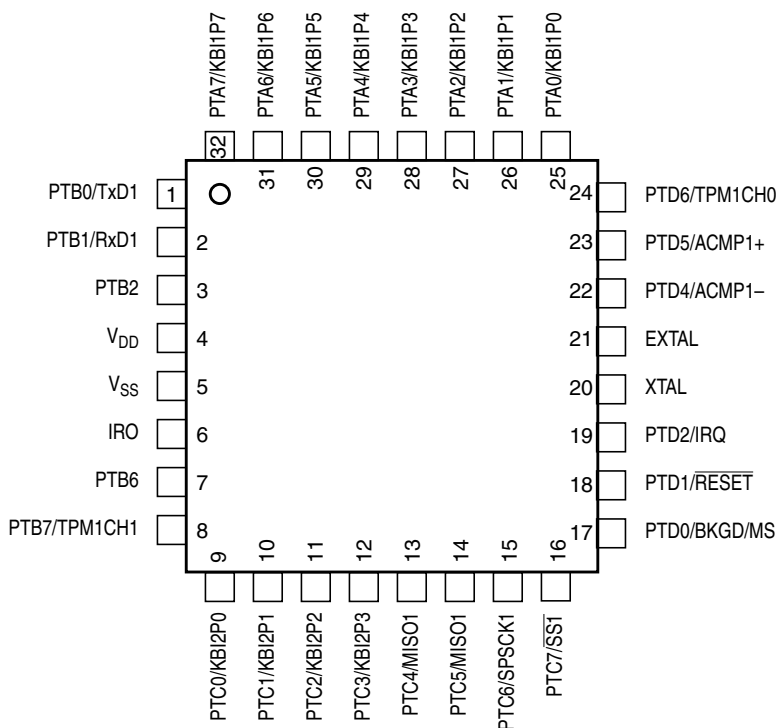 PTA7/KBI1P7
PTA6/KBI1P6
PTA5/KBI1P5
PTA4/KBI1P4
PTA3/KBI1P3
PTA2/KBI1P2
PTA1/KBI1P1
PTA0/KBI1P0
32
31
30
29
28
27
26
25
PTB0/TxD1 1
PTB1/RxD1 2
PTB2 3
VDD 4
VSS 5
IRO 6
PTB6 7
PTB7/TPM1CH1 8
24 PTD6/TPM1CH0
23 PTD5/ACMP1+
22 PTD4/ACMP1–
21 EXTAL
20 XTAL
19 PTD2/IRQ
18 PTD1/RESET
17 PTD0/BKGD/MS
9
10
11
12
13
14
15
16
PTC0/KBI2P0
PTC1/KBI2P1
PTC2/KBI2P2
PTC3/KBI2P3
PTC4/MISO1
PTC5/MISO1
PTC6/SPSCK1
PTC7/SS1